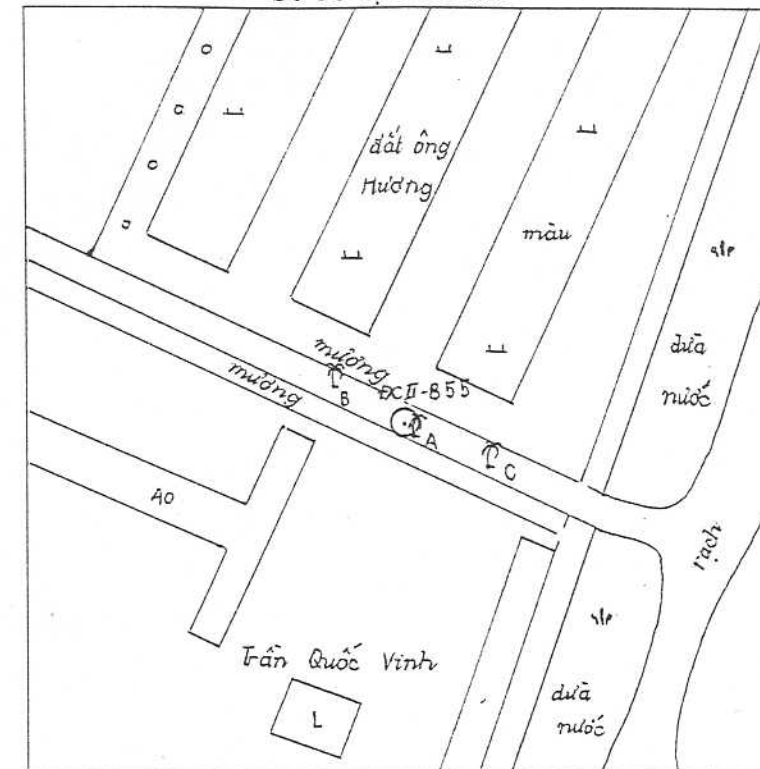 đất ông
Hương
màu
dừa
nước
mương
mương
B
ĐCII-855
A
C
AO
rạch
Trần Quốc Vinh
L
dừa
nước